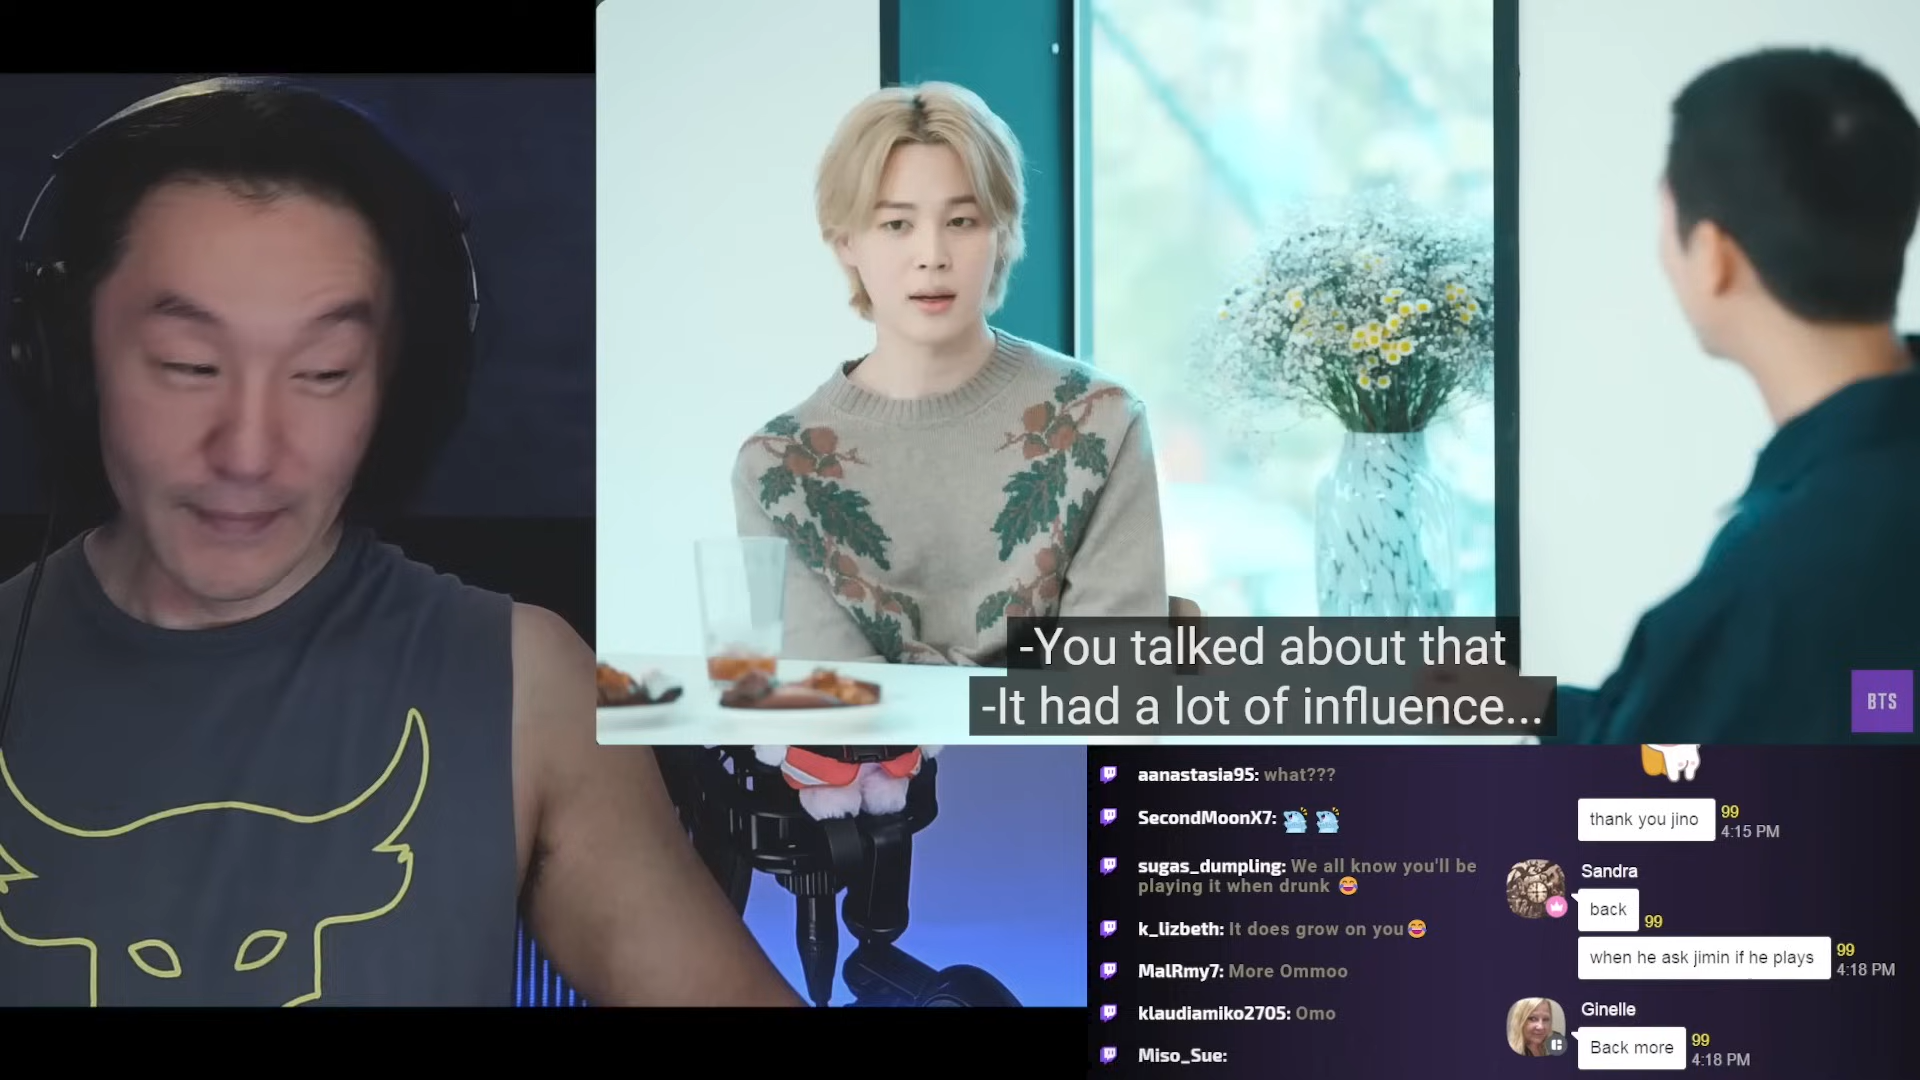 -You talked about that
-It had a lot of influence...
BTS
aanastasia95: what???
SecondMoonX7:
sugas_dumpling: We all know you'll be
playing it when drunk 😂
k_lizbeth: It does grow on you😂
MalRmy7: More Ommoo
klaudiamiko2705: Omo
Miso_Sue:
thank you jino
99
4:15 PM
Sandra
back
99
when he ask jimin if he plays
99
4:18 PM
Ginelle
Back more
99
4:18 PM